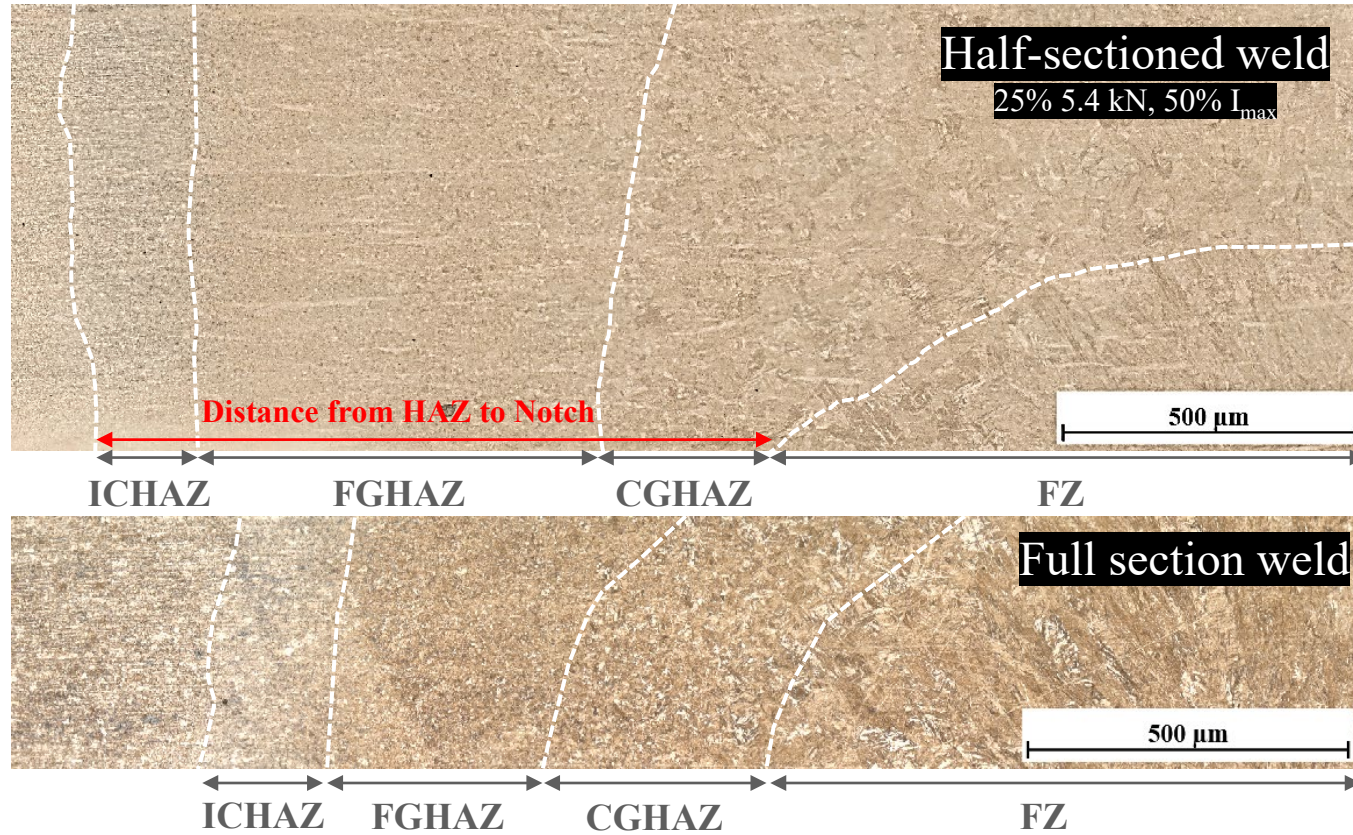 Half-sectioned weld
25% 5.4 kN, 50% Imax
Distance from HAZ to Notch
500 µm
ICHAZ FGHAZ CGHAZ FZ
Full section weld
500 µm
ICHAZ FGHAZ CGHAZ FZ